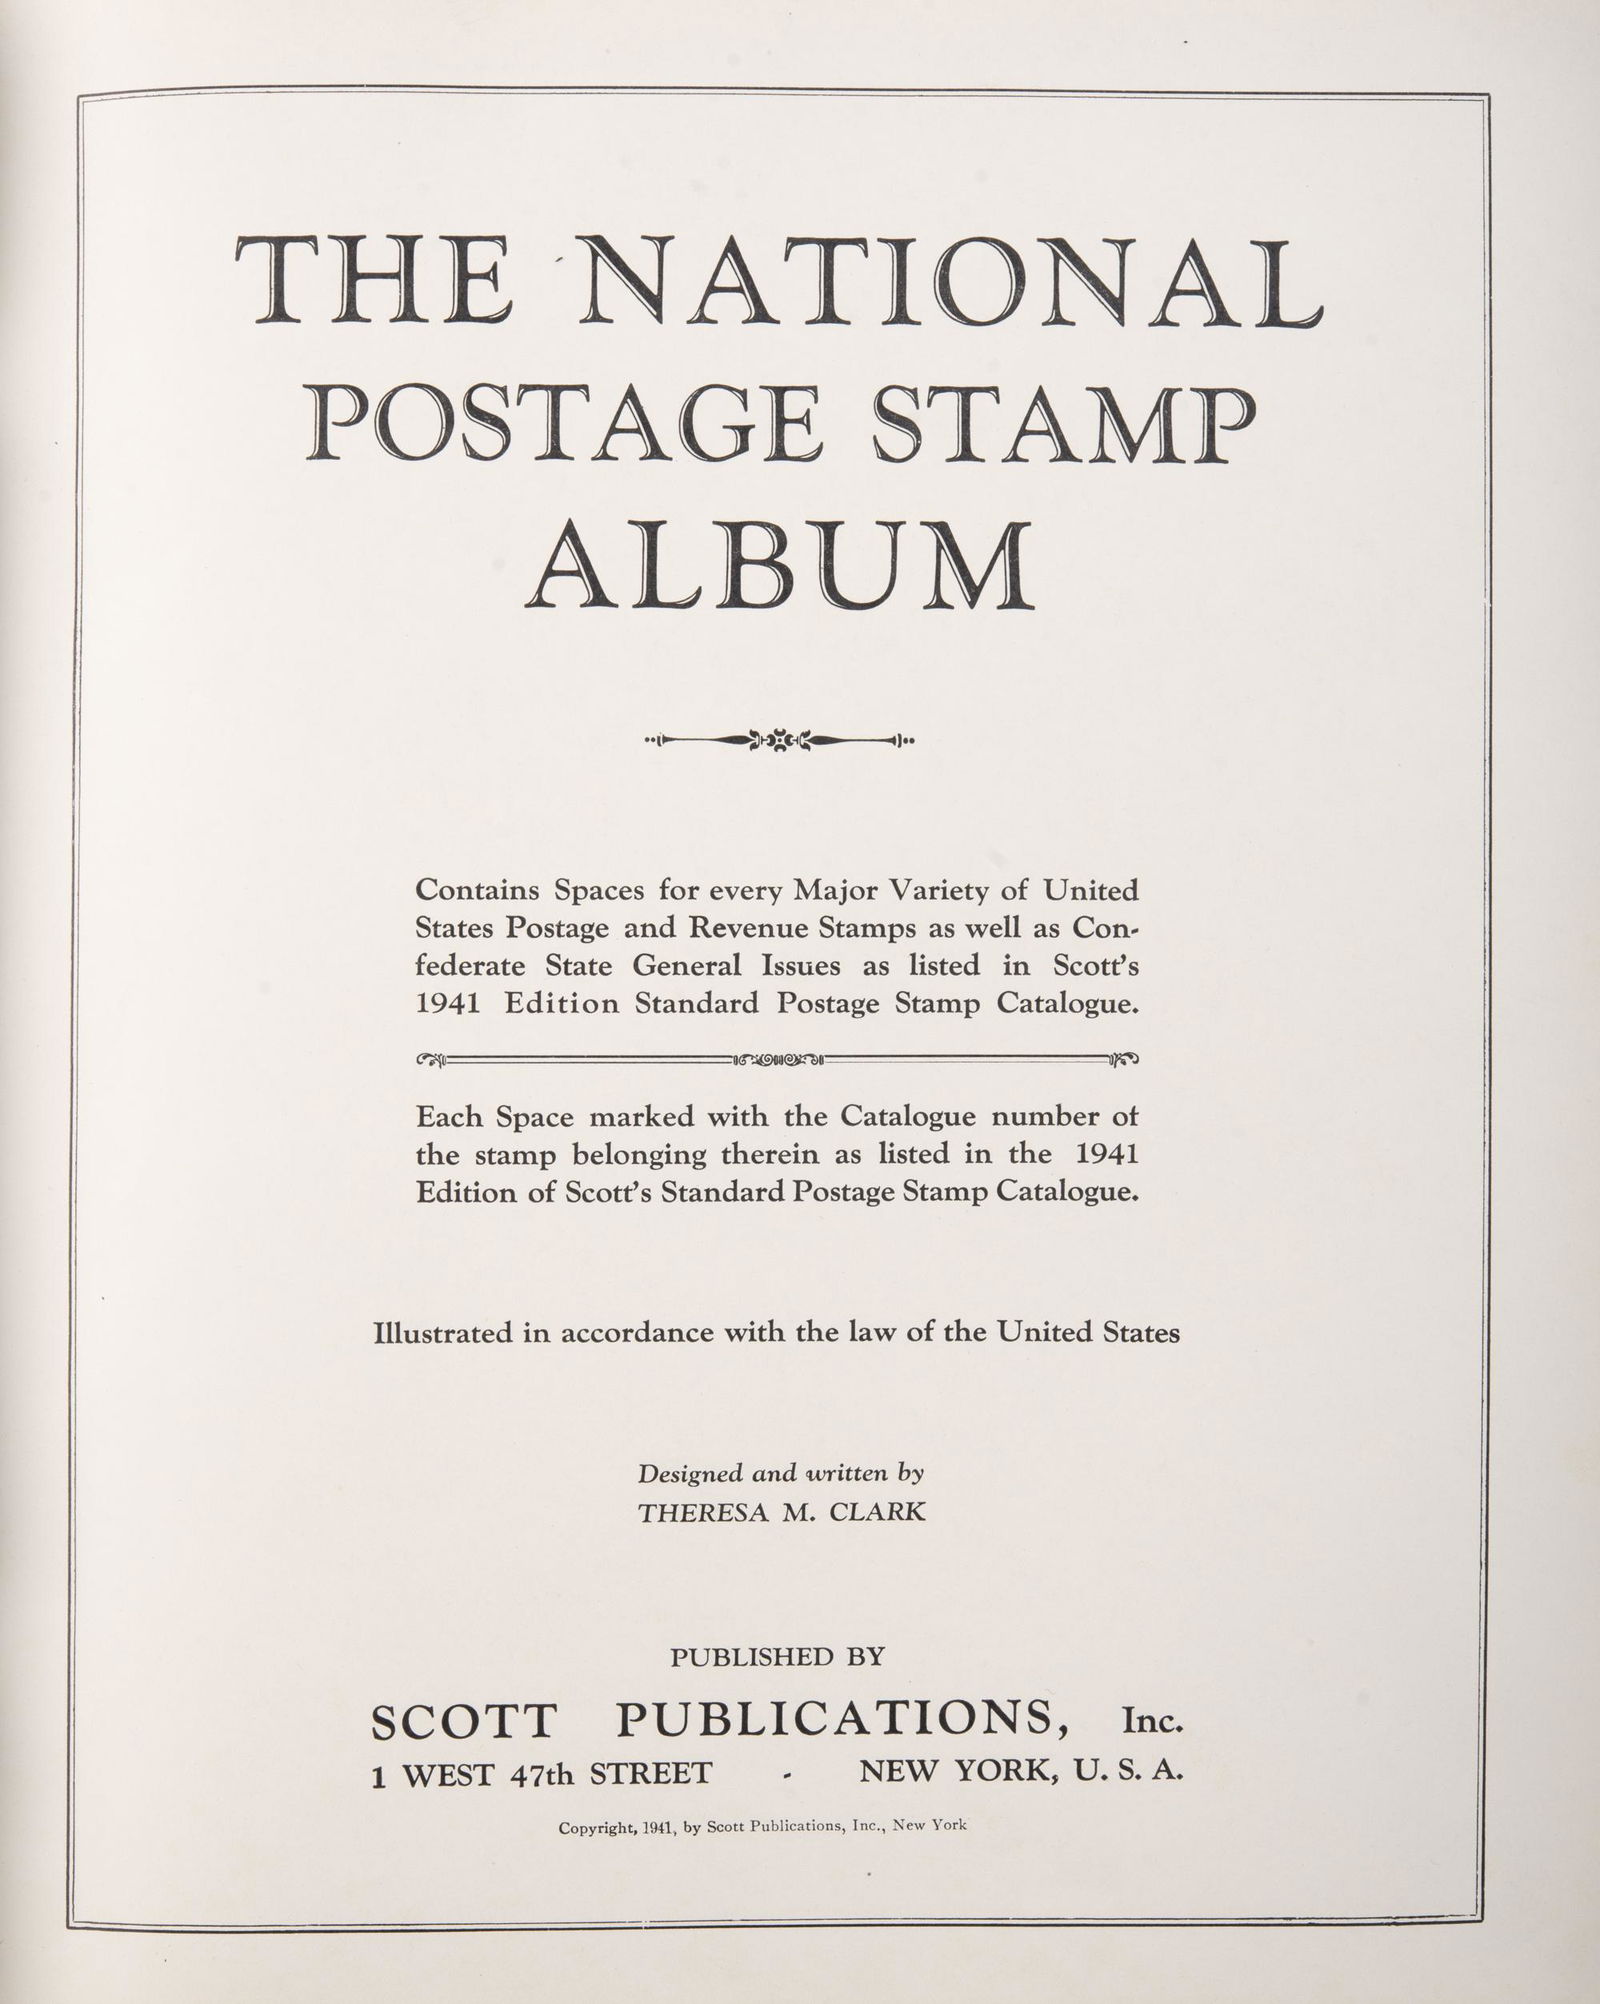 THE NATIONAL
POSTAGE STAMP
ALBUM
Contains Spaces for every Major Variety of United
States Postage and Revenue Stamps as well as Con-
federate State General Issues as listed in Scott's
1941 Edition Standard Postage Stamp Catalogue.
Each Space marked with the Catalogue number of
the stamp belonging therein as listed in the 1941
Edition of Scott's Standard Postage Stamp Catalogue.
Illustrated in accordance with the law of the United States
Designed and written by
THERESA M. CLARK
PUBLISHED BY
SCOTT PUBLICATIONS, Inc.
1 WEST 47th STREET - NEW YORK, U. S. A.
Copyright, 1941, by Scott Publications, Inc., New York